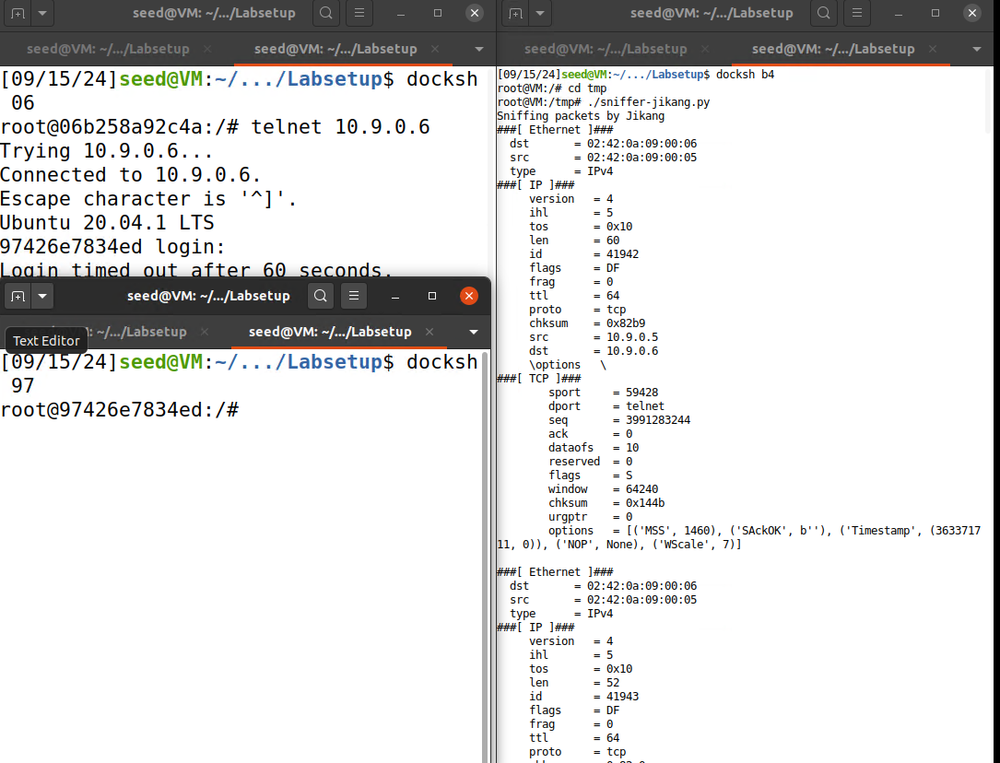 seed@VM: ~/.../Labsetup
seed@VM: ~/.../Labsetup × seed@VM: ~/.../Labsetup ×
[09/15/24]seed@VM:~/.../Labsetup$ docksh
 06
root@06b258a92c4a:/# telnet 10.9.0.6
Trying 10.9.0.6...
Connected to 10.9.0.6.
Escape character is '^]'.
Ubuntu 20.04.1 LTS
97426e7834ed login:
Login timed out after 60 seconds.
seed@VM: ~/.../Labsetup
: ~/.../Labsetup × seed@VM: ~/.../Labsetup ×
Text Editor
[09/15/24]seed@VM:~/.../Labsetup$ docksh
 97
root@97426e7834ed:/#
seed@VM: ~/.../Labsetup
seed@VM: ~/.../Labsetup × seed@VM: ~/.../Labsetup ×
[09/15/24]seed@VM:~/.../Labsetup$ docksh b4
root@VM:/# cd tmp
root@VM:/tmp# ./sniffer-jikang.py
Sniffing packets by Jikang
###[ Ethernet ]###
  dst       = 02:42:0a:09:00:06
  src       = 02:42:0a:09:00:05
  type      = IPv4
###[ IP ]###
     version   = 4
     ihl       = 5
     tos       = 0x10
     len       = 60
     id        = 41942
     flags     = DF
     frag      = 0
     ttl       = 64
     proto     = tcp
     chksum    = 0x82b9
     src       = 10.9.0.5
     dst       = 10.9.0.6
     \options   \
###[ TCP ]###
        sport     = 59428
        dport     = telnet
        seq       = 3991283244
        ack       = 0
        dataofs   = 10
        reserved  = 0
        flags     = S
        window    = 64240
        chksum    = 0x144b
        urgptr    = 0
        options   = [('MSS', 1460), ('SAckOK', b''), ('Timestamp', (3633717
11, 0)), ('NOP', None), ('WScale', 7)]
###[ Ethernet ]###
  dst       = 02:42:0a:09:00:06
  src       = 02:42:0a:09:00:05
  type      = IPv4
###[ IP ]###
     version   = 4
     ihl       = 5
     tos       = 0x10
     len       = 52
     id        = 41943
     flags     = DF
     frag      = 0
     ttl       = 64
     proto     = tcp